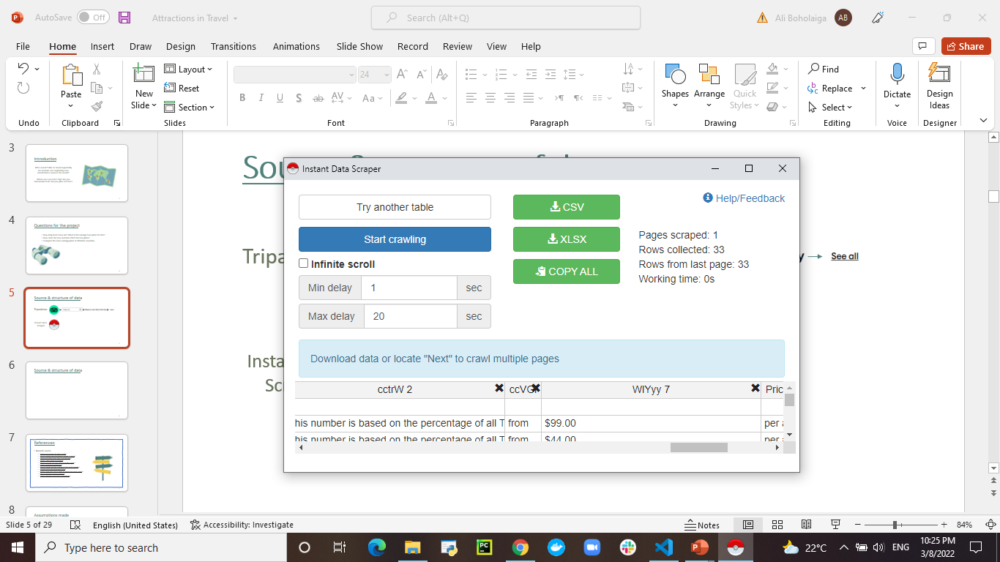 AutoSave Off Attractions in Travel Search (Alt+Q) Ali Boholaiga AB
File Home Insert Draw Design Transitions Animations Slide Show Record Review View Help Share
Undo
Paste
Clipboard
New
Slide
Layout
Reset
Section
Slides
24
Font
Paragraph
Shapes Arrange Quick
Styles
Drawing
Find
Replace
Select
Editing
Dictate
Voice
Design
Ideas
Designer
3
Introduction
4
Questions for the project
5
Source & structure of data
6
Source & structure of data
7
References
8
Assumptions made
Sou
Tripa
y See all
Insta
Sc
Instant Data Scraper
Try another table
Start crawling
Infinite scroll
Min delay 1 sec
Max delay 20 sec
CSV
XLSX
COPY ALL
Help/Feedback
Pages scraped: 1
Rows collected: 33
Rows from last page: 33
Working time: 0s
Download data or locate "Next" to crawl multiple pages
cctrW 2 ccVGr WlYyy 7 Pric
his number is based on the percentage of all T from $99.00 per a
his number is based on the percentage of all T from $44.00 per a
Slide 5 of 29 English (United States) Accessibility: Investigate Notes 84%
Type here to search 22°C ENG 10:25 PM
3/8/2022